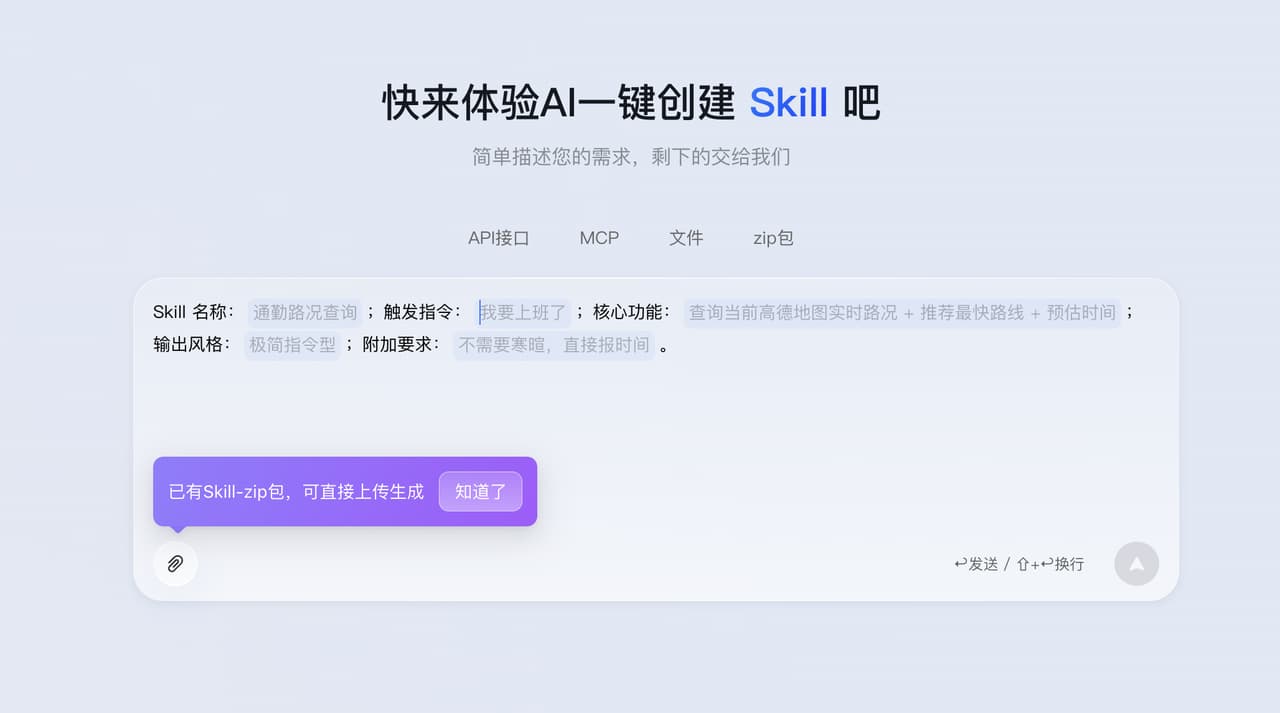 快来体验AI一键创建 Skill 吧
简单描述您的需求，剩下的交给我们
API接口 MCP 文件 zip包
Skill 名称： 通勤路况查询 ；触发指令： 我要上班了 ；核心功能： 查询当前高德地图实时路况 + 推荐最快路线 + 预估时间 ；
输出风格： 极简指令型 ；附加要求： 不需要寒暄，直接报时间 。
已有Skill-zip包，可直接上传生成 知道了
↩发送 / ⇧+↩换行